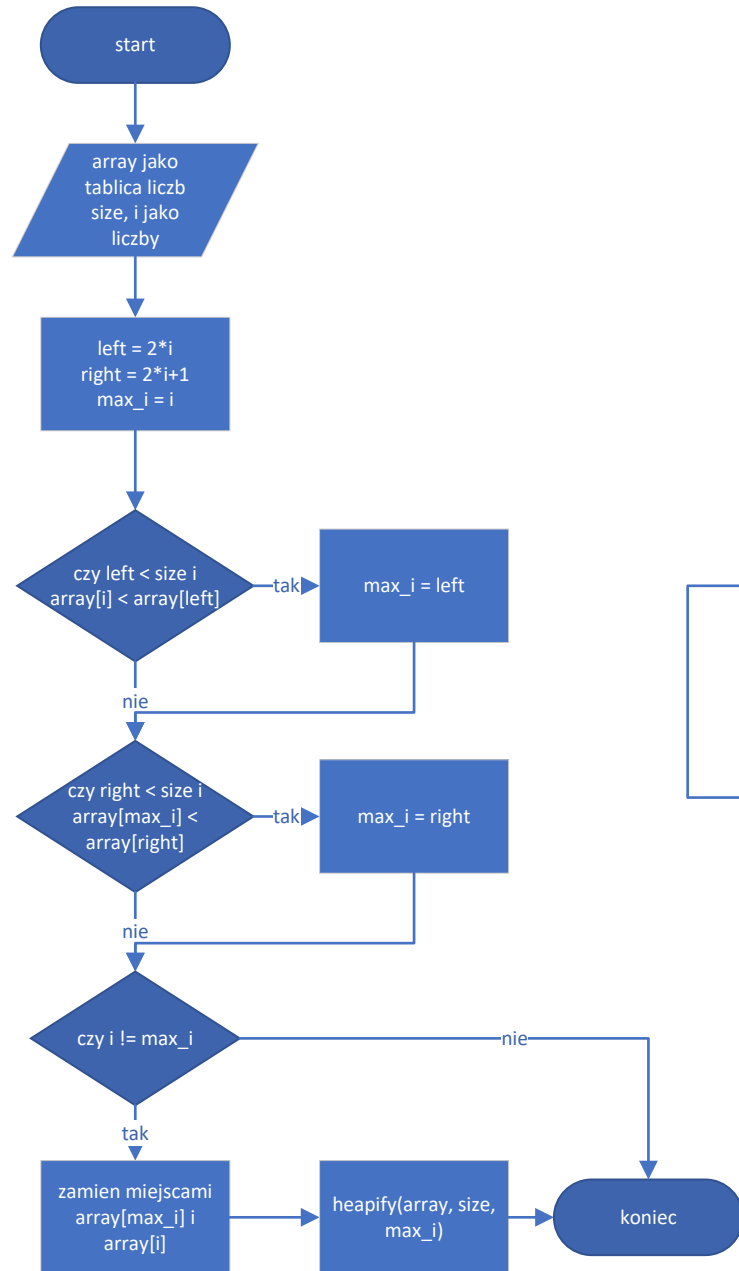 start
array jako
tablica liczb
size, i jako
liczby
left = 2*i
right = 2*i+1
max_i = i
czy left < size i
array[i] < array[left]
tak
max_i = left
nie
czy right < size i
array[max_i] <
array[right]
tak
max_i = right
nie
czy i != max_i
nie
tak
zamien miejscami
array[max_i] i
array[i]
heapify(array, size,
max_i)
koniec